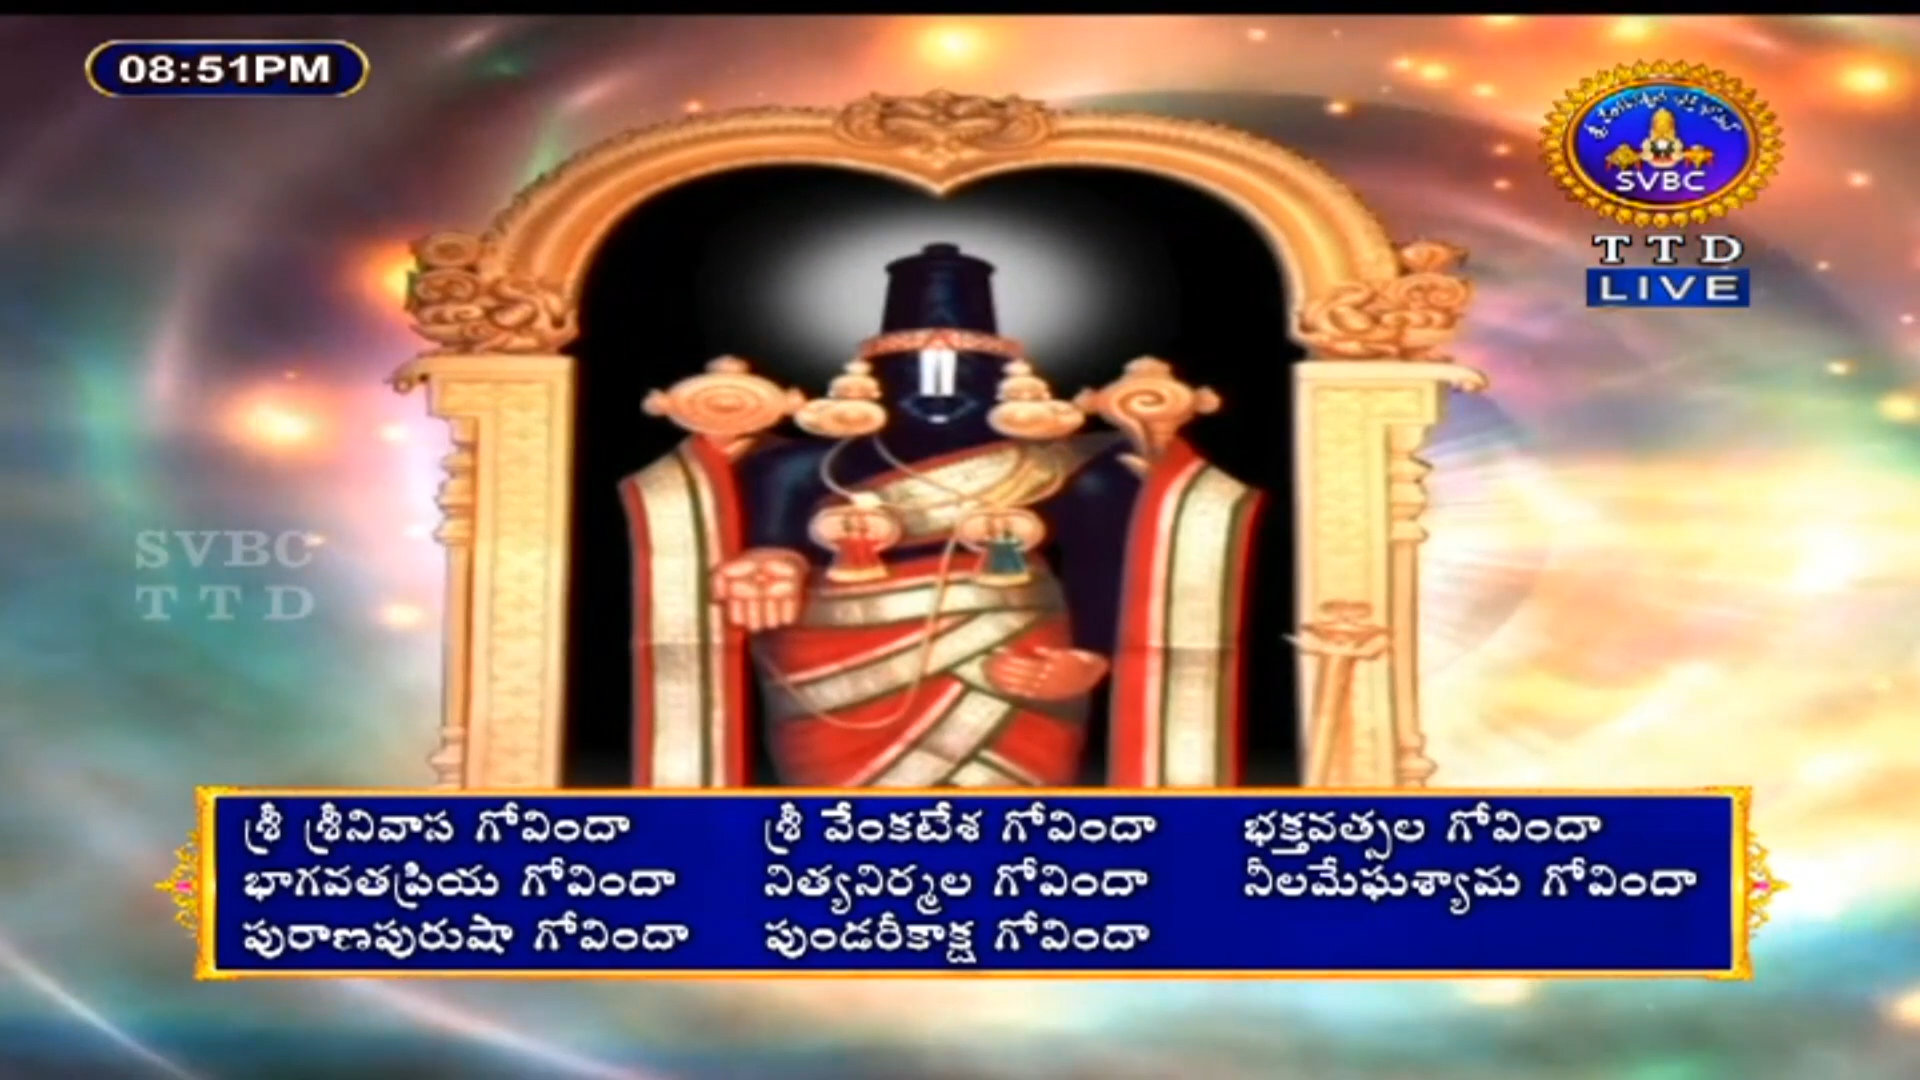 08:51PM
SVBC
TTD
LIVE
SVBC
TTD
శ్రీ శ్రీనివాస గోవిందా శ్రీ వేంకటేశ గోవిందా భక్తవత్సల గోవిందా
భాగవతప్రియ గోవిందా నిత్యనిర్మల గోవిందా నీలమేఘశ్యామ గోవిందా
పురాణపురుషా గోవిందా పుండరీకాక్ష గోవిందా